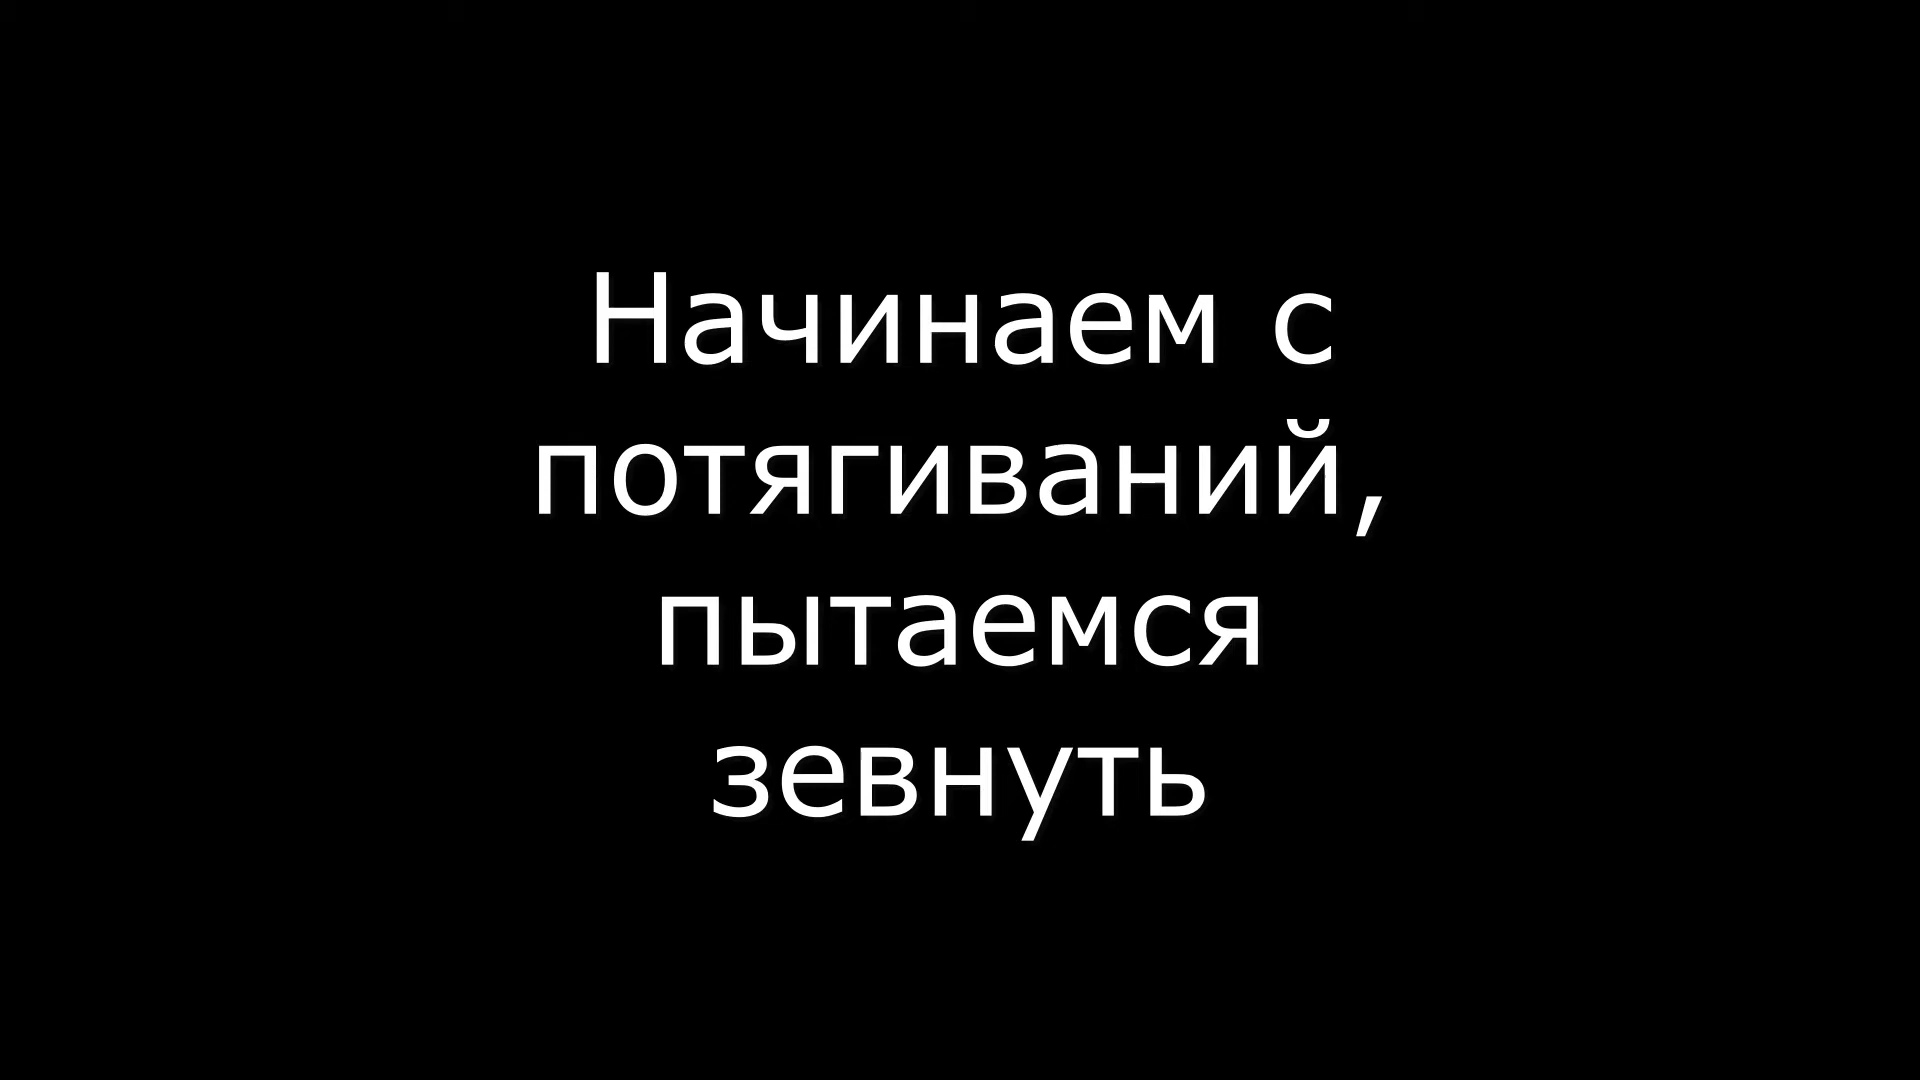 Начинаем с
потягиваний,
пытаемся
зевнуть